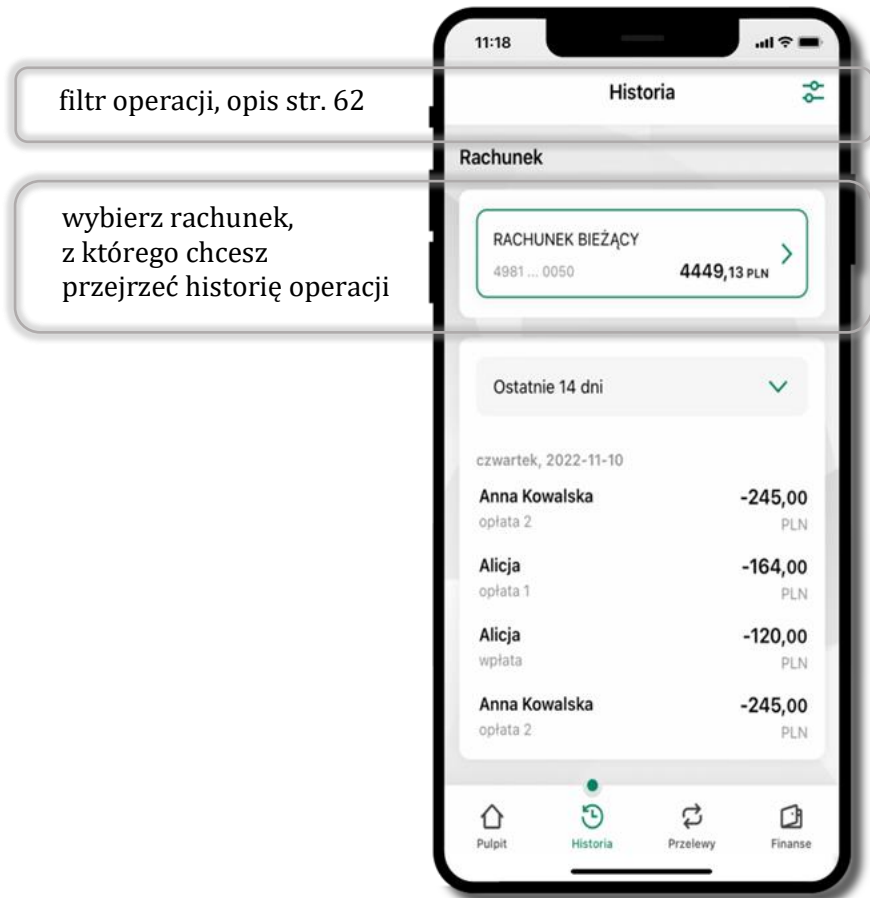 11:18
Historia
filtr operacji, opis str. 62
Rachunek
wybierz rachunek,
z którego chcesz
przejrzeć historię operacji
RACHUNEK BIEŻĄCY
4981 ... 0050 4449,13 PLN
Ostatnie 14 dni
czwartek, 2022-11-10
Anna Kowalska -245,00
opłata 2 PLN
Alicja -164,00
opłata 1 PLN
Alicja -120,00
wpłata PLN
Anna Kowalska -245,00
opłata 2 PLN
Pulpit Historia Przelewy Finanse